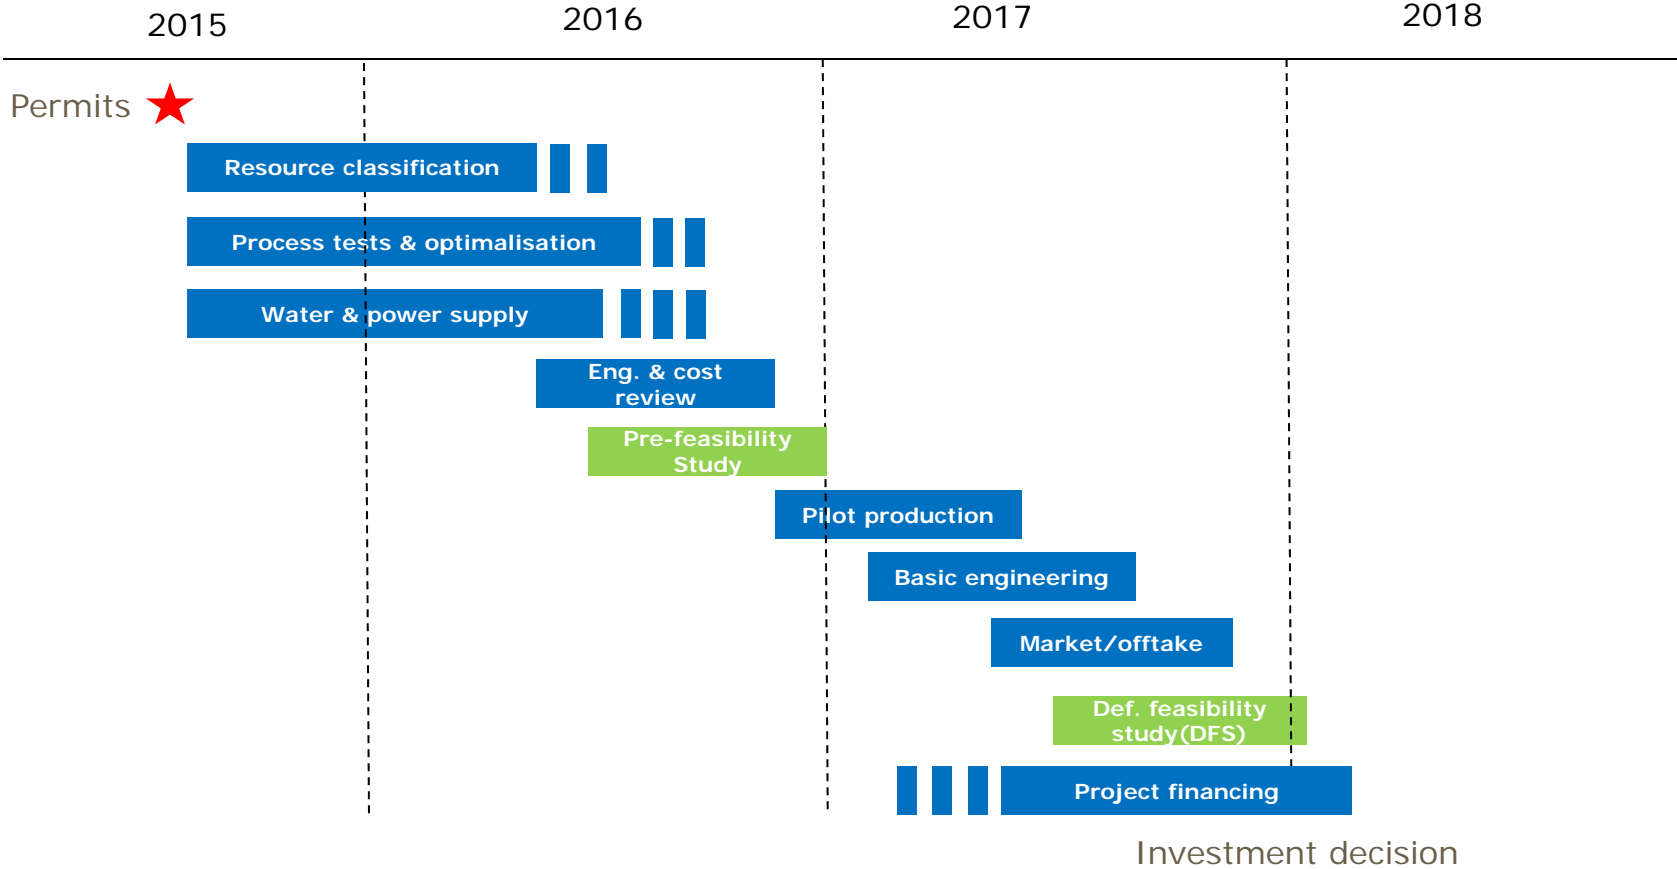 2015 2016 2017 2018
Permits
Resource classification
Process tests & optimalisation
Water & power supply
Eng. & cost
review
Pre-feasibility
Study
Pilot production
Basic engineering
Market/offtake
Def. feasibility
study(DFS)
Project financing
Investment decision